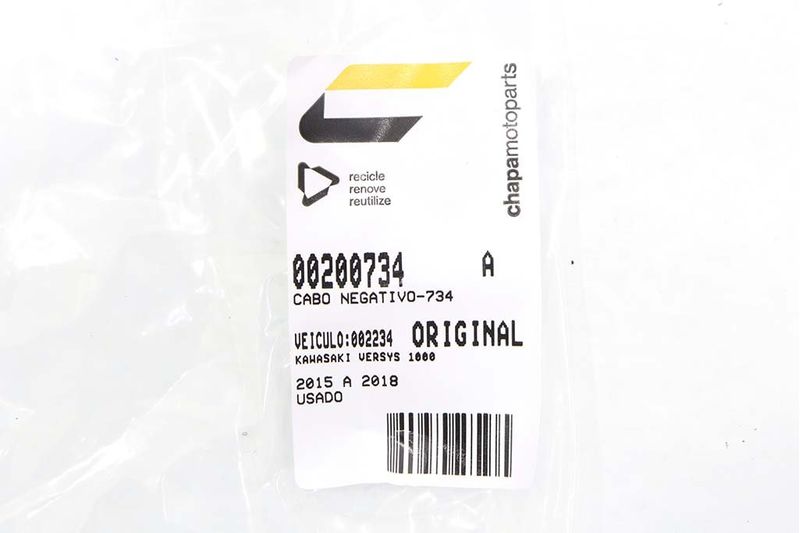 chapamotoparts
recicle
renove
reutilize
00200734 A
CABO NEGATIVO-734
VEICULO:002234 ORIGINAL
KAWASAKI VERSYS 1000
2015 A 2018
USADO